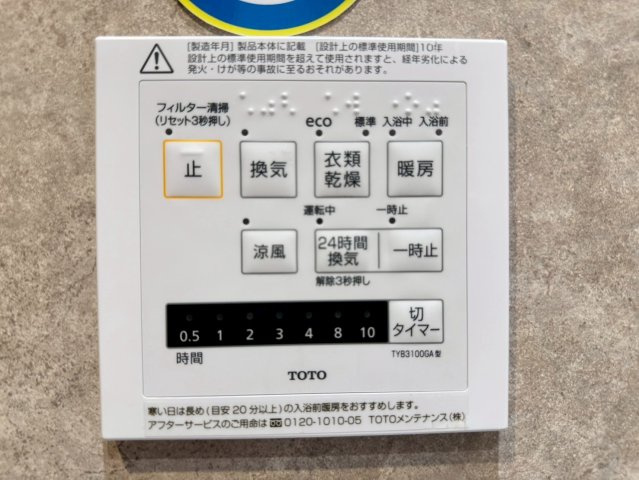 [製造年月] 製品本体に記載 [設計上の標準使用期間]10年
設計上の標準使用期間を超えて使用されますと、経年劣化による
発火・けが等の事故に至るおそれがあります。
フィルター清掃
(リセット3秒押し)
eco 標準 入浴中 入浴前
止 換気 衣類乾燥 暖房
運転中 一時止
涼風 24時間換気 一時止
解除3秒押し
0.5 1 2 3 4 8 10 切タイマー
時間
TYB3100GA型
TOTO
寒い日は長め(目安20分以上)の入浴前暖房をおすすめします。
アフターサービスのご用命は 0120-1010-05 TOTOメンテナンス(株)